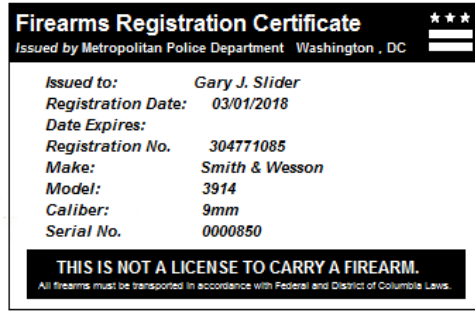 Firearms Registration Certificate
Issued by Metropolitan Police Department Washington , DC
Issued to: Gary J. Slider
Registration Date: 03/01/2018
Date Expires:
Registration No. 304771085
Make: Smith & Wesson
Model: 3914
Caliber: 9mm
Serial No. 0000850
THIS IS NOT A LICENSE TO CARRY A FIREARM.
All firearms must be transported in accordance with Federal and District of Columbia Laws.